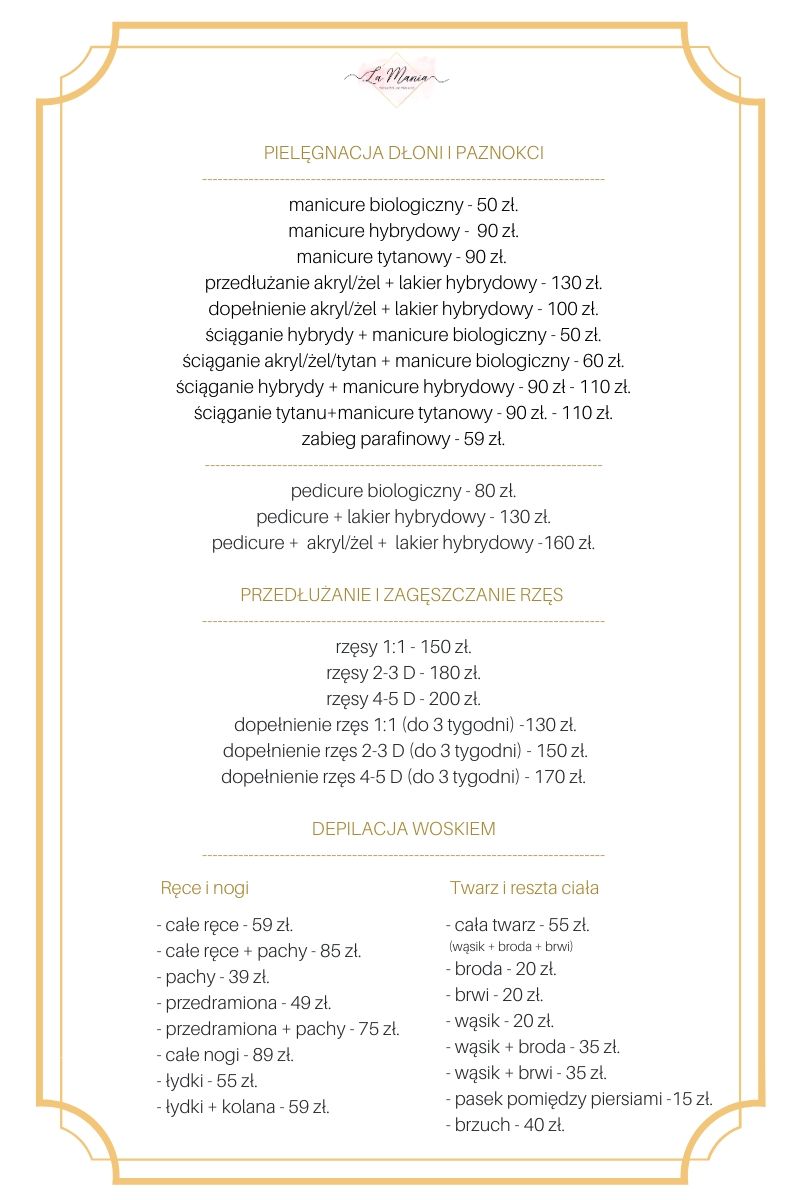 La Mania
PIELĘGNACJA DŁONI I PAZNOKCI
manicure biologiczny - 50 zł.
manicure hybrydowy -  90 zł.
manicure tytanowy - 90 zł.
przedłużanie akryl/żel + lakier hybrydowy - 130 zł.
dopełnienie akryl/żel + lakier hybrydowy - 100 zł.
ściąganie hybrydy + manicure biologiczny - 50 zł.
ściąganie akryl/żel/tytan + manicure biologiczny - 60 zł.
ściąganie hybrydy + manicure hybrydowy - 90 zł - 110 zł.
ściąganie tytanu+manicure tytanowy - 90 zł. - 110 zł.
zabieg parafinowy - 59 zł.
pedicure biologiczny - 80 zł.
pedicure + lakier hybrydowy - 130 zł.
pedicure +  akryl/żel +  lakier hybrydowy -160 zł.
PRZEDŁUŻANIE I ZAGĘSZCZANIE RZĘS
rzęsy 1:1 - 150 zł.
rzęsy 2-3 D - 180 zł.
rzęsy 4-5 D - 200 zł.
dopełnienie rzęs 1:1 (do 3 tygodni) -130 zł.
dopełnienie rzęs 2-3 D (do 3 tygodni) - 150 zł.
dopełnienie rzęs 4-5 D (do 3 tygodni) - 170 zł.
DEPILACJA WOSKIEM
Ręce i nogi
- całe ręce - 59 zł.
- całe ręce + pachy - 85 zł.
- pachy - 39 zł.
- przedramiona - 49 zł.
- przedramiona + pachy - 75 zł.
- całe nogi - 89 zł.
- łydki - 55 zł.
- łydki + kolana - 59 zł.
Twarz i reszta ciała
- cała twarz - 55 zł.
(wąsik + broda + brwi)
- broda - 20 zł.
- brwi - 20 zł.
- wąsik - 20 zł.
- wąsik + broda - 35 zł.
- wąsik + brwi - 35 zł.
- pasek pomiędzy piersiami -15 zł.
- brzuch - 40 zł.